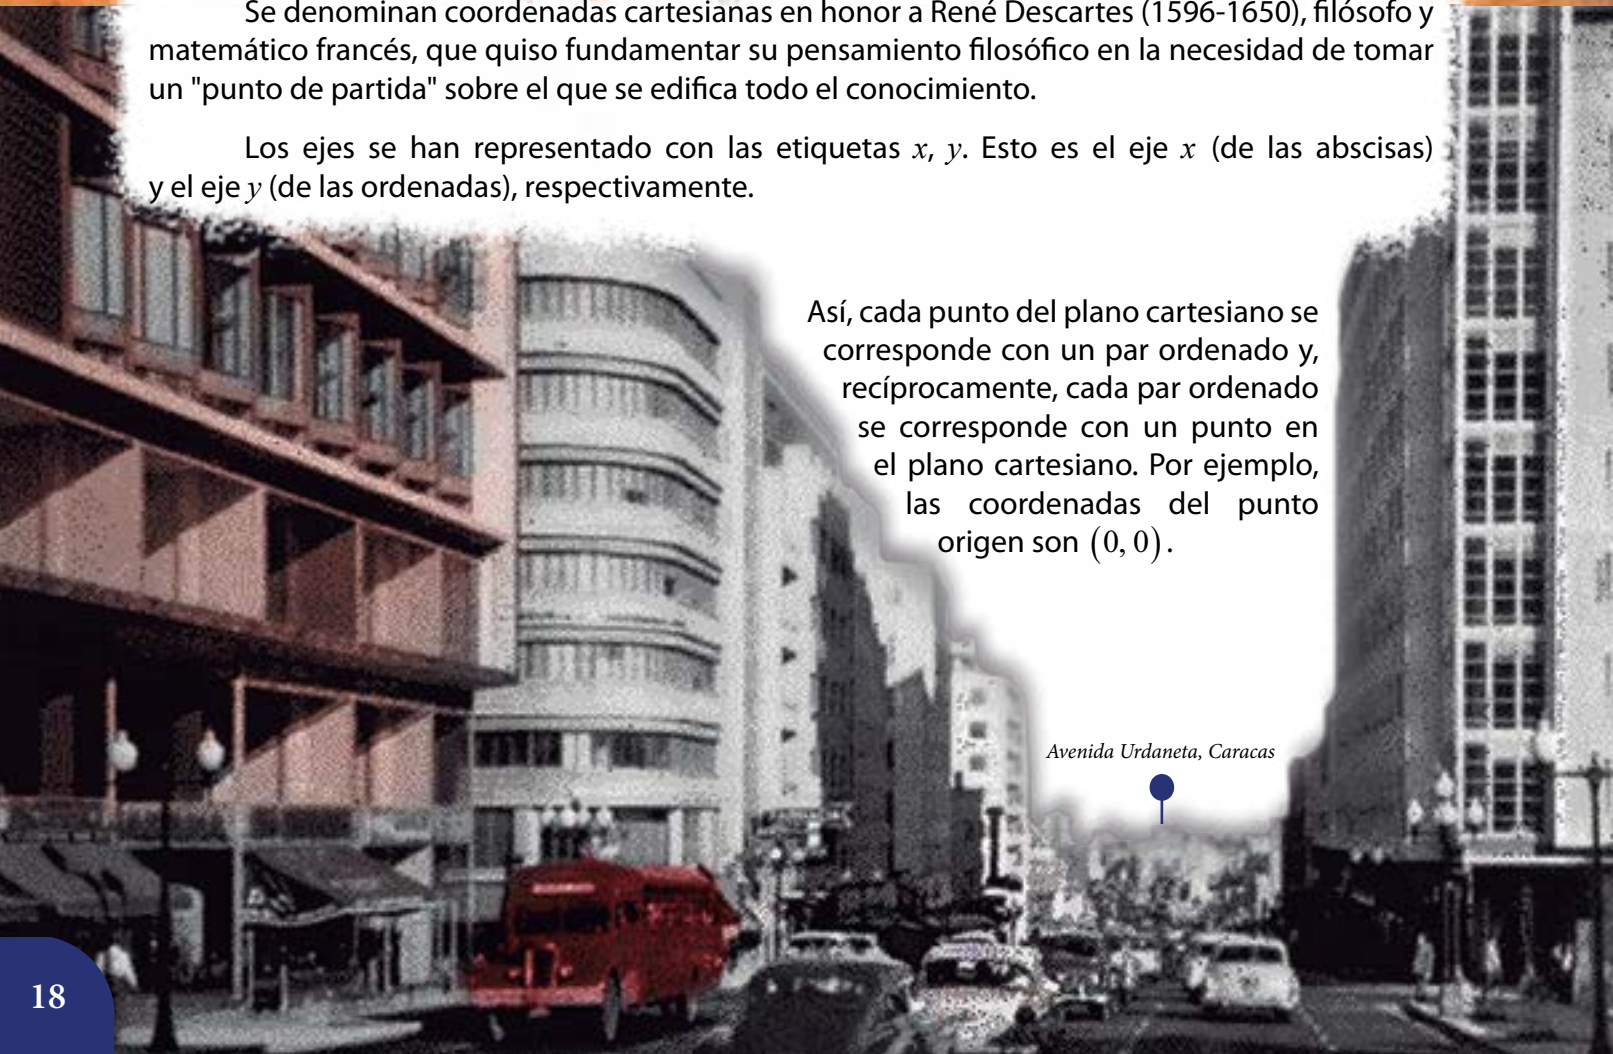 Se denominan coordenadas cartesianas en honor a René Descartes (1596-1650), filósofo y
matemático francés, que quiso fundamentar su pensamiento filosófico en la necesidad de tomar
un "punto de partida" sobre el que se edifica todo el conocimiento.
Los ejes se han representado con las etiquetas x, y. Esto es el eje x (de las abscisas)
y el eje y (de las ordenadas), respectivamente.
Así, cada punto del plano cartesiano se
corresponde con un par ordenado y,
recíprocamente, cada par ordenado
se corresponde con un punto en
el plano cartesiano. Por ejemplo,
las coordenadas del punto
origen son (0, 0).
Avenida Urdaneta, Caracas
18